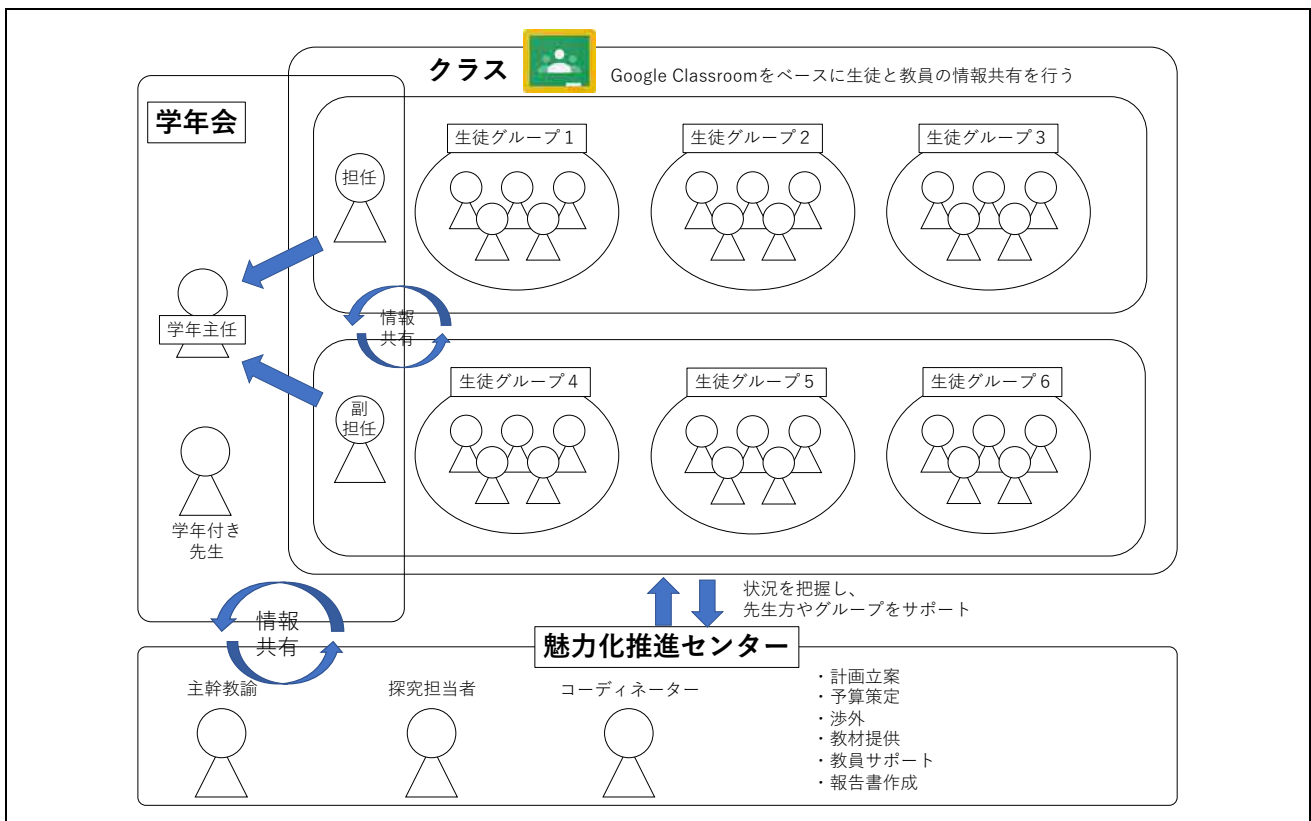 クラス
Google Classroomをベースに生徒と教員の情報共有を行う
学年会
生徒グループ1
生徒グループ2
生徒グループ3
担任
学年主任
情報
共有
生徒グループ4
生徒グループ5
生徒グループ6
副
担任
学年付き
先生
状況を把握し、
先生方やグループをサポート
情報
共有
魅力化推進センター
主幹教諭
探究担当者
コーディネーター
・計画立案
・予算策定
・渉外
・教材提供
・教員サポート
・報告書作成